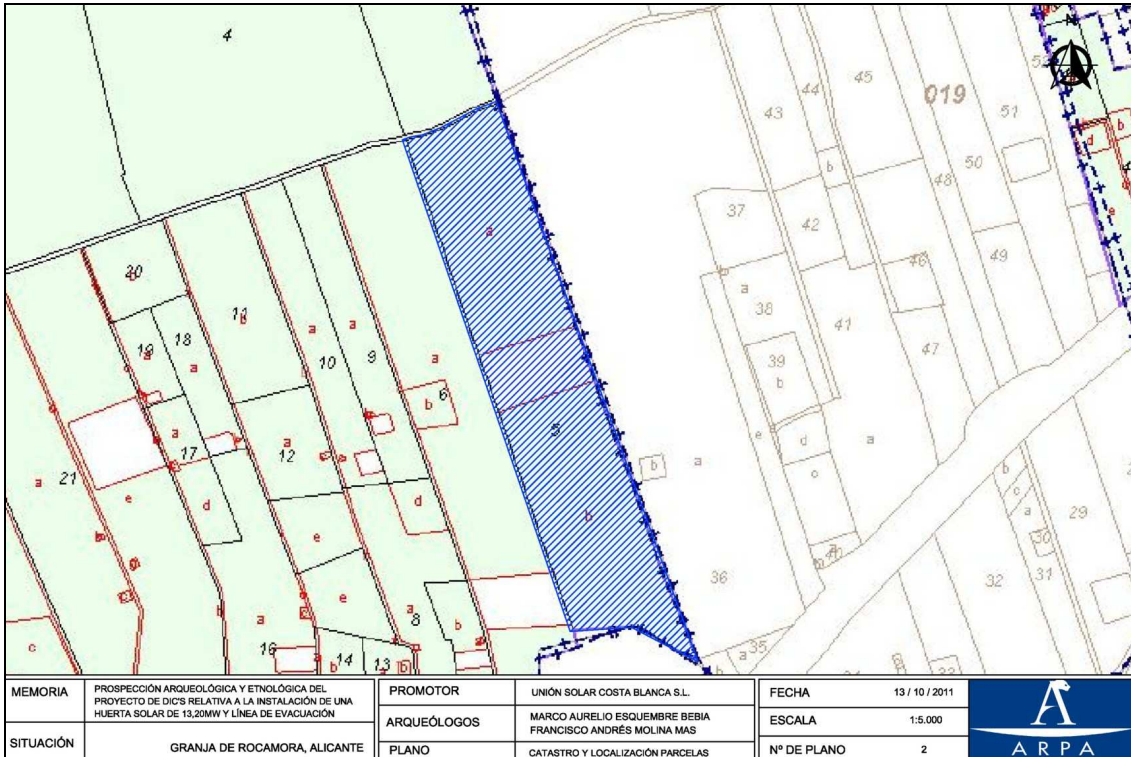 4
019
43
44
45
51
50
48
b
37
42
49
46
38
a
41
47
39
b
36
a
d
c
e
29
30
31
32
35
20
11
10
9
18
19
17
12
21
6
5
8
16
14
13
MEMORIA
PROSPECCIÓN ARQUEOLÓGICA Y ETNOLÓGICA DEL
PROYECTO DE DIC'S RELATIVA A LA INSTALACIÓN DE UNA
HUERTA SOLAR DE 13,20MW Y LÍNEA DE EVACUACIÓN
SITUACIÓN
GRANJA DE ROCAMORA, ALICANTE
PROMOTOR
UNIÓN SOLAR COSTA BLANCA S.L.
ARQUEÓLOGOS
MARCO AURELIO ESQUEMBRE BEBIA
FRANCISCO ANDRÉS MOLINA MAS
PLANO
CATASTRO Y LOCALIZACIÓN PARCELAS
FECHA
13 / 10 / 2011
ESCALA
1:5.000
Nº DE PLANO
2
ARPA